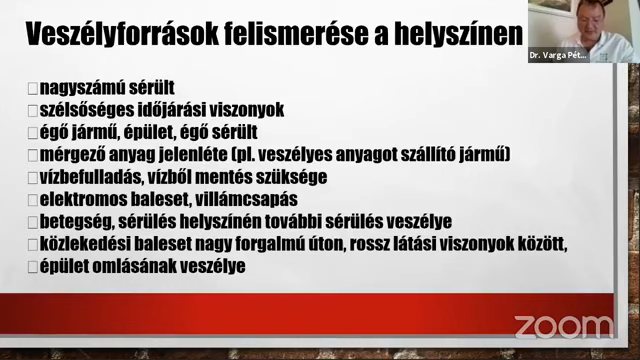 Veszélyforrások felismerése a helyszínen
Dr. Varga Pét...
nagyszámú sérült
szélsőséges időjárási viszonyok
égő jármű, épület, égő sérült
mérgező anyag jelenléte (pl. veszélyes anyagot szállító jármű)
vízbefulladás, vízből mentés szüksége
elektromos baleset, villámcsapás
betegség, sérülés helyszínén további sérülés veszélye
közlekedési baleset nagy forgalmú úton, rossz látási viszonyok között,
épület omlásának veszélye
zoom